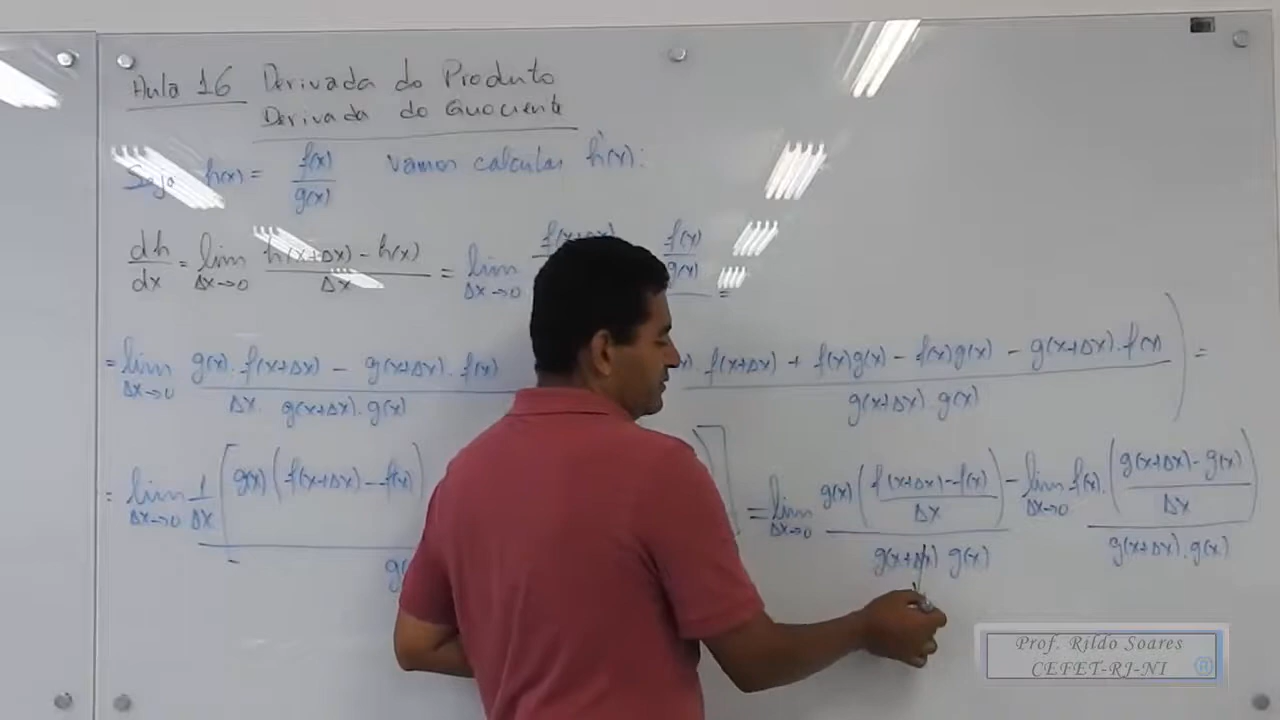 Aula 16 Derivada do Produto
Derivada do Quociente
Seja h(x) = f(x)/g(x) vamos calcular h'(x):
dh/dx = lim Δx→0 h(x+Δx) - h(x) / Δx = lim Δx→0 f(x)/g(x) =
= lim Δx→0 g(x). f(x+Δx) - g(x+Δx). f(x) / Δx. g(x+Δx). g(x) . f(x+Δx) + f(x)g(x) - f(x)g(x) - g(x+Δx). f(x) / g(x+Δx). g(x) ) =
= lim Δx→0 1/Δx [ g(x) ( f(x+Δx) - f(x) ) ] = lim Δx→0 g(x) ( f(x+Δx) - f(x) / Δx ) / g(x+Δx) g(x) - lim Δx→0 f(x). ( g(x+Δx) - g(x) / Δx ) / g(x+Δx). g(x)
Prof. Rildo Soares
CEFET-RJ-NI ®